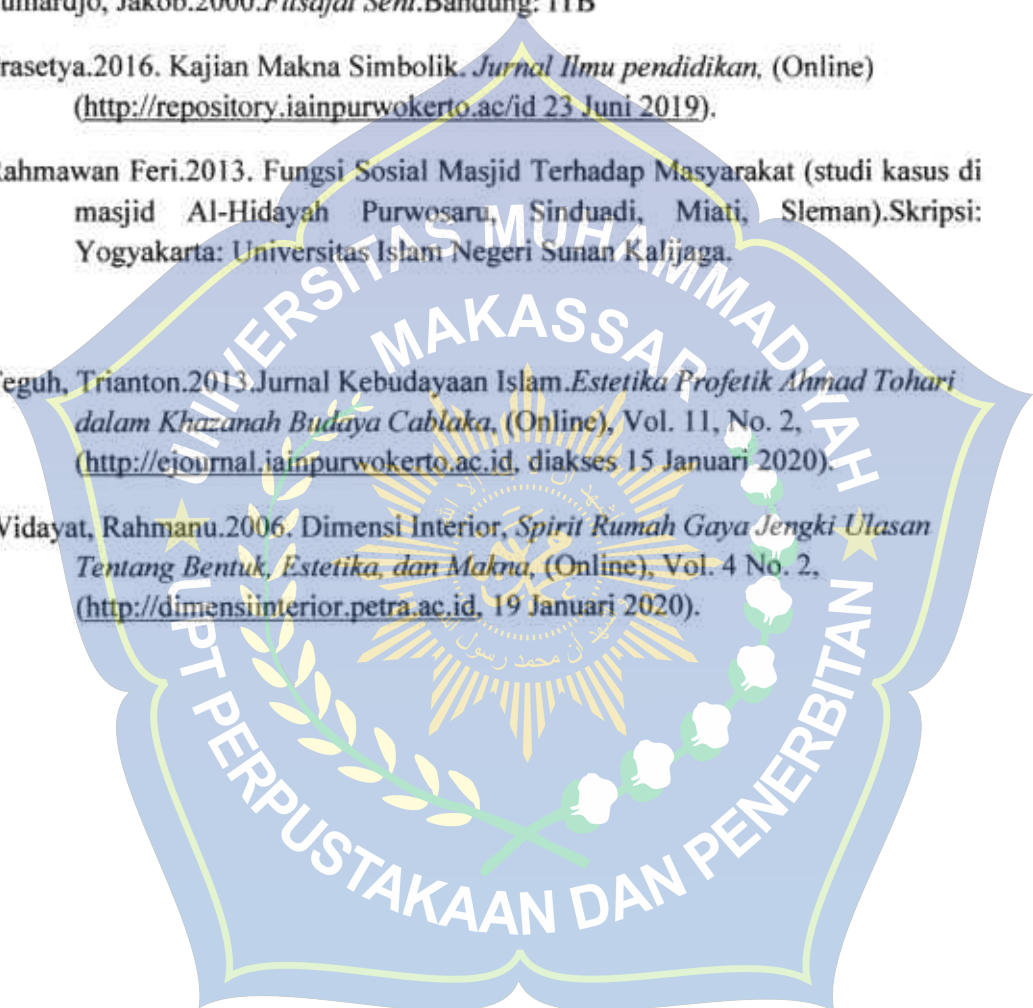 umardjo, Jakob.2000.Filsafat Seni.Bandung: ITB
rasetya.2016. Kajian Makna Simbolik. Jurnal Ilmu pendidikan, (Online)
(http://repository.iainpurwokerto.ac/id 23 Juni 2019).
Rahmawan Feri.2013. Fungsi Sosial Masjid Terhadap Masyarakat (studi kasus di
masjid Al-Hidayah Purwosaru, Sinduadi, Miati, Sleman).Skripsi:
Yogyakarta: Universitas Islam Negeri Sunan Kalijaga.
Teguh, Trianton.2013.Jurnal Kebudayaan Islam.Estetika Profetik Ahmad Tohari
dalam Khazanah Budaya Cablaka, (Online), Vol. 11, No. 2,
(http://ejournal.iainpurwokerto.ac.id, diakses 15 Januari 2020).
Widayat, Rahmanu.2006. Dimensi Interior, Spirit Rumah Gaya Jengki Ulasan
Tentang Bentuk, Estetika, dan Makna, (Online), Vol. 4 No. 2,
(http://dimensiinterior.petra.ac.id, 19 Januari 2020).
UNIVERSITAS MUHAMMADIYAH
MAKASSAR
UPT PERPUSTAKAAN DAN PENERBITAN